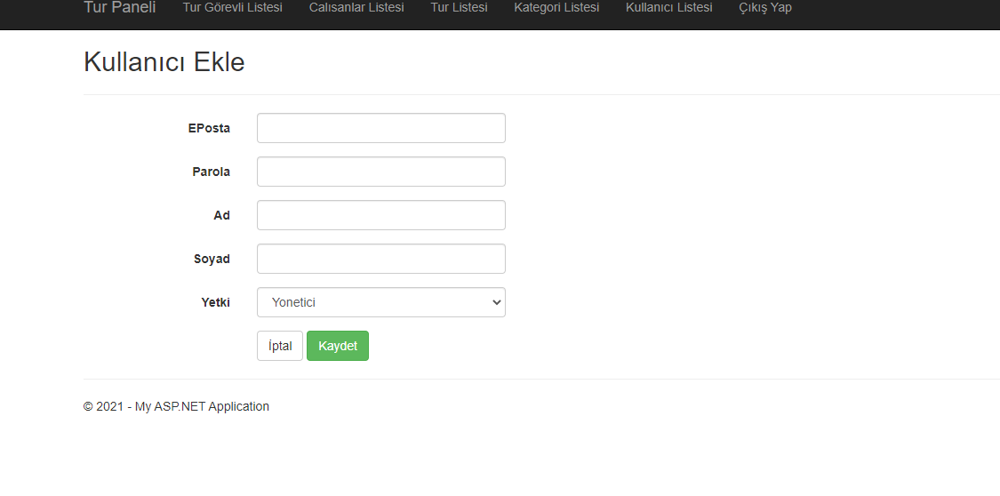 Tur Paneli Tur Görevli Listesi Calısanlar Listesi Tur Listesi Kategori Listesi Kullanıcı Listesi Çıkış Yap
Kullanıcı Ekle
EPosta
Parola
Ad
Soyad
Yetki Yonetici
İptal Kaydet
© 2021 - My ASP.NET Application